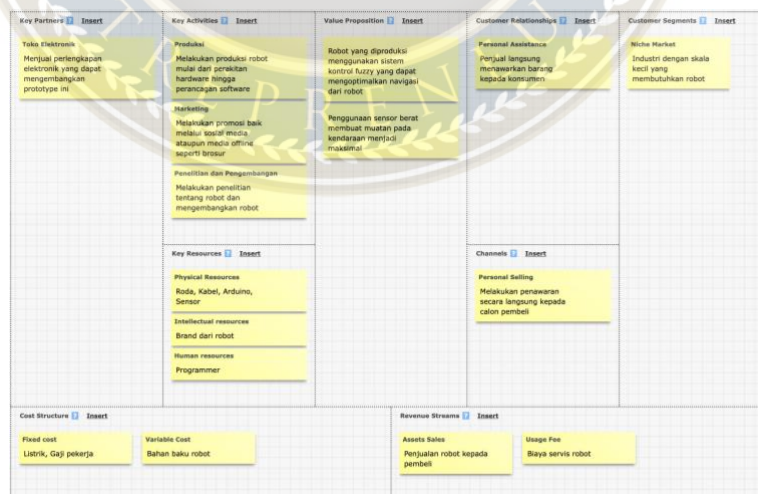 Key Partners ? Insert
Toko Elektronik
Menjual perlengkapan
elektronik yang dapat
mengembangkan
prototype ini
Key Activities ? Insert
Produksi
Melakukan produksi robot
mulai dari perakitan
hardware hingga
perancagan software
Marketing
Melakukan promosi baik
melalui sosial media
ataupun media offline
seperti brosur
Penelitian dan Pengembangan
Melakukan penelitian
tentang robot dan
mengembangkan robot
Key Resources ? Insert
Physical Resources
Roda, Kabel, Arduino,
Sensor
Intellectual resources
Brand dari robot
Human resources
Programmer
Value Proposition ? Insert
Robot yang diproduksi
menggunakan sistem
kontrol fuzzy yang dapat
mengoptimalkan navigasi
dari robot
Penggunaan sensor berat
membuat muatan pada
kendaraan menjadi
maksimal
Customer Relationships ? Insert
Personal Assistance
Penjual langsung
menawarkan barang
kepada konsumen
Channels ? Insert
Personal Selling
Melakukan penawaran
secara langsung kepada
calon pembeli
Customer Segments ? Insert
Niche Market
Industri dengan skala
kecil yang
membutuhkan robot
Cost Structure ? Insert
Fixed cost
Listrik, Gaji pekerja
Variable Cost
Bahan baku robot
Revenue Streams ? Insert
Assets Sales
Penjualan robot kepada
pembeli
Usage Fee
Biaya servis robot